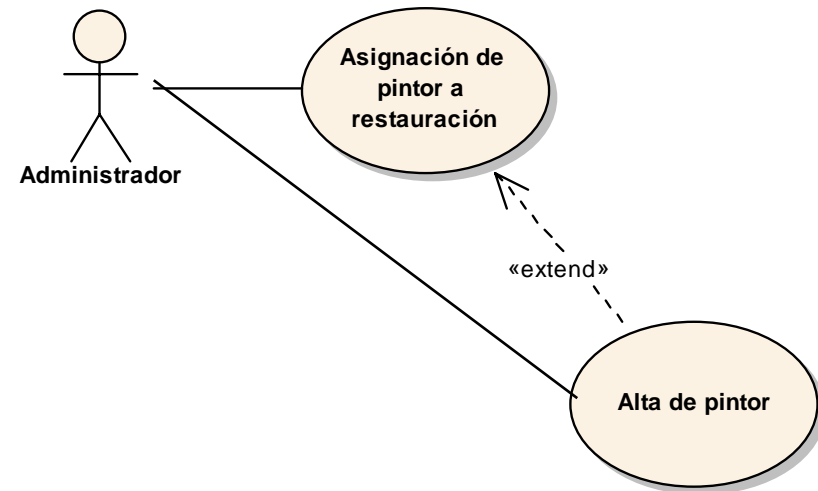 Asignación de
pintor a
restauración
Administrador
«extend»
Alta de pintor